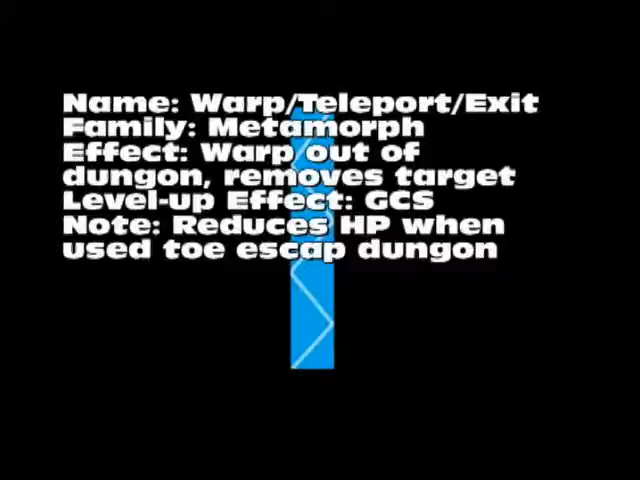 Name: Warp/Teleport/Exit
Family: Metamorph
Effect: Warp out of
dungon, removes target
Level-up Effect: GCS
Note: Reduces HP when
used toe escap dungon